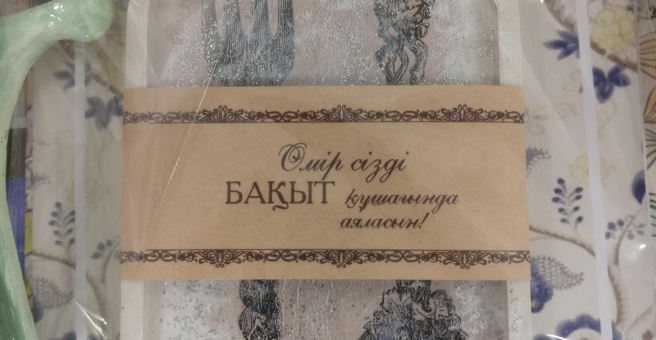 Өмір сізді
БАҚЫТ құшағында
аяласын!